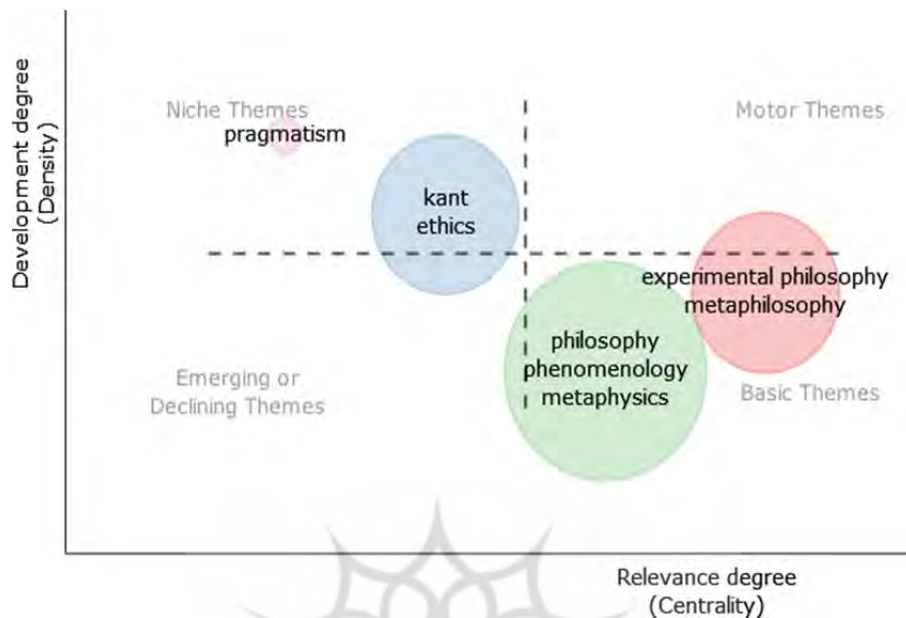 Development degree
(Density)
Niche Themes
Motor Themes
pragmatism
kant
ethics
experimental philosophy
metaphilosophy
philosophy
phenomenology
metaphysics
Emerging or
Declining Themes
Basic Themes
Relevance degree
(Centrality)